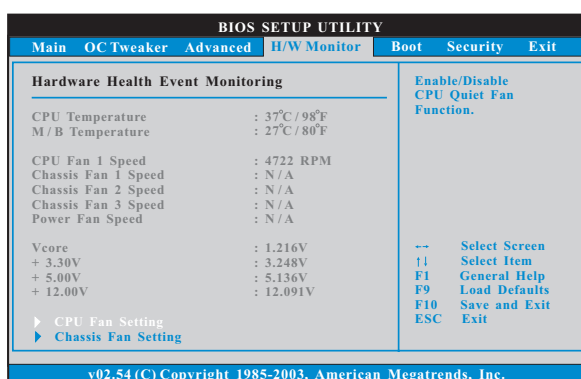 BIOS SETUP UTILITY
Main OC Tweaker Advanced H/W Monitor Boot Security Exit
Hardware Health Event Monitoring
CPU Temperature : 37°C / 98°F
M / B Temperature : 27°C / 80°F
CPU Fan 1 Speed : 4722 RPM
Chassis Fan 1 Speed : N / A
Chassis Fan 2 Speed : N / A
Chassis Fan 3 Speed : N / A
Power Fan Speed : N / A
Vcore : 1.216V
+ 3.30V : 3.248V
+ 5.00V : 5.136V
+ 12.00V : 12.091V
CPU Fan Setting
Chassis Fan Setting
Enable/Disable
CPU Quiet Fan
Function.
←→ Select Screen
↑↓ Select Item
F1 General Help
F9 Load Defaults
F10 Save and Exit
ESC Exit
v02.54 (C) Copyright 1985-2003, American Megatrends, Inc.